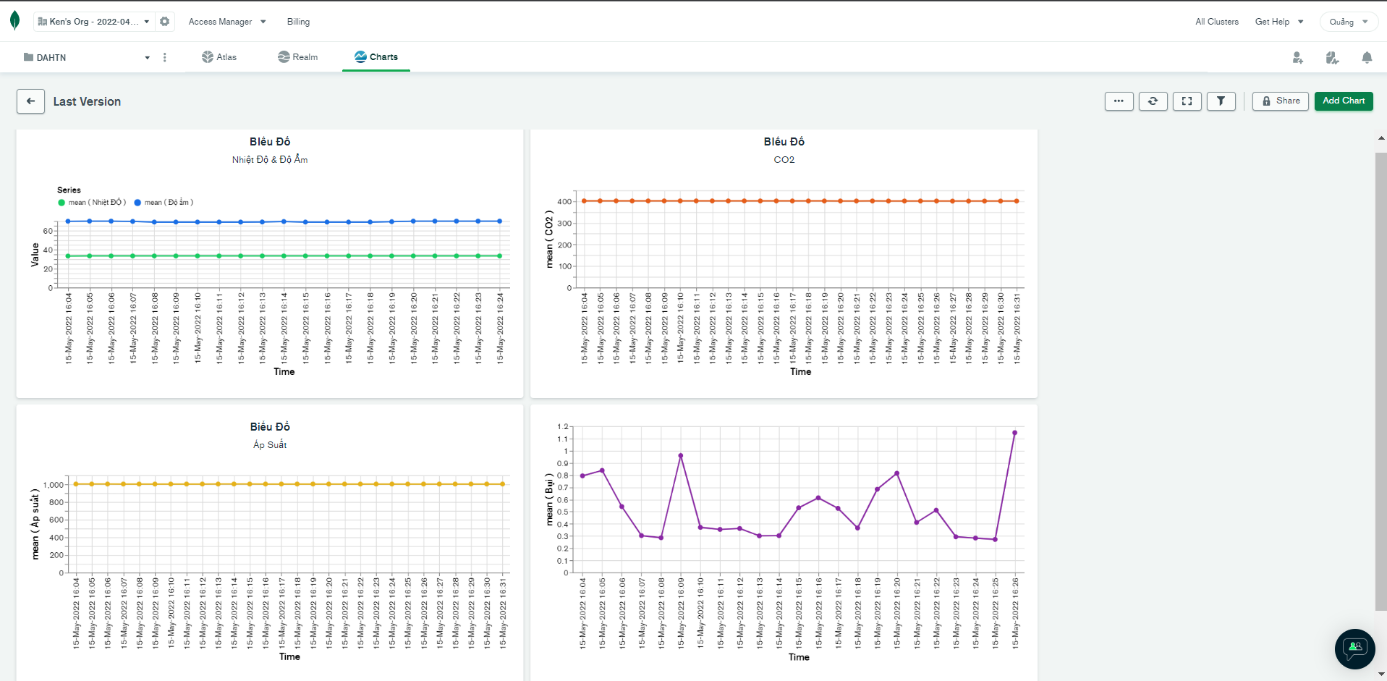 Ken's Org - 2022-04...
Access Manager
Billing
All Clusters
Get Help
Quảng
DAHTN
Atlas
Realm
Charts
Last Version
Share
Add Chart
Biểu Đồ
Nhiệt Độ & Độ Ẩm
Series
mean ( Nhiệt ĐỘ )
mean ( Độ ẩm )
Value
60
40
20
0
15-May-2022 16:04
15-May-2022 16:05
15-May-2022 16:06
15-May-2022 16:07
15-May-2022 16:08
15-May-2022 16:09
15-May-2022 16:10
15-May-2022 16:11
15-May-2022 16:12
15-May-2022 16:13
15-May-2022 16:14
15-May-2022 16:15
15-May-2022 16:16
15-May-2022 16:17
15-May-2022 16:18
15-May-2022 16:19
15-May-2022 16:20
15-May-2022 16:21
15-May-2022 16:22
15-May-2022 16:23
15-May-2022 16:24
Time
Biểu Đồ
CO2
mean ( CO2 )
400
300
200
100
0
15-May-2022 16:04
15-May-2022 16:05
15-May-2022 16:06
15-May-2022 16:07
15-May-2022 16:08
15-May-2022 16:09
15-May-2022 16:10
15-May-2022 16:11
15-May-2022 16:12
15-May-2022 16:13
15-May-2022 16:14
15-May-2022 16:15
15-May-2022 16:16
15-May-2022 16:17
15-May-2022 16:18
15-May-2022 16:19
15-May-2022 16:20
15-May-2022 16:21
15-May-2022 16:22
15-May-2022 16:23
15-May-2022 16:24
15-May-2022 16:25
15-May-2022 16:26
15-May-2022 16:27
15-May-2022 16:28
15-May-2022 16:29
15-May-2022 16:30
15-May-2022 16:31
Time
Biểu Đồ
Áp Suất
mean ( Áp suất )
1,000
800
600
400
200
0
15-May-2022 16:04
15-May-2022 16:05
15-May-2022 16:06
15-May-2022 16:07
15-May-2022 16:08
15-May-2022 16:09
15-May-2022 16:10
15-May-2022 16:11
15-May-2022 16:12
15-May-2022 16:13
15-May-2022 16:14
15-May-2022 16:15
15-May-2022 16:16
15-May-2022 16:17
15-May-2022 16:18
15-May-2022 16:19
15-May-2022 16:20
15-May-2022 16:21
15-May-2022 16:22
15-May-2022 16:23
15-May-2022 16:24
15-May-2022 16:25
15-May-2022 16:26
15-May-2022 16:27
15-May-2022 16:28
15-May-2022 16:29
15-May-2022 16:30
15-May-2022 16:31
Time
mean ( Bụi )
1.2
1.1
1
0.9
0.8
0.7
0.6
0.5
0.4
0.3
0.2
0.1
0
15-May-2022 16:04
15-May-2022 16:05
15-May-2022 16:06
15-May-2022 16:07
15-May-2022 16:08
15-May-2022 16:09
15-May-2022 16:10
15-May-2022 16:11
15-May-2022 16:12
15-May-2022 16:13
15-May-2022 16:14
15-May-2022 16:15
15-May-2022 16:16
15-May-2022 16:17
15-May-2022 16:18
15-May-2022 16:19
15-May-2022 16:20
15-May-2022 16:21
15-May-2022 16:22
15-May-2022 16:23
15-May-2022 16:24
15-May-2022 16:25
15-May-2022 16:26
Time